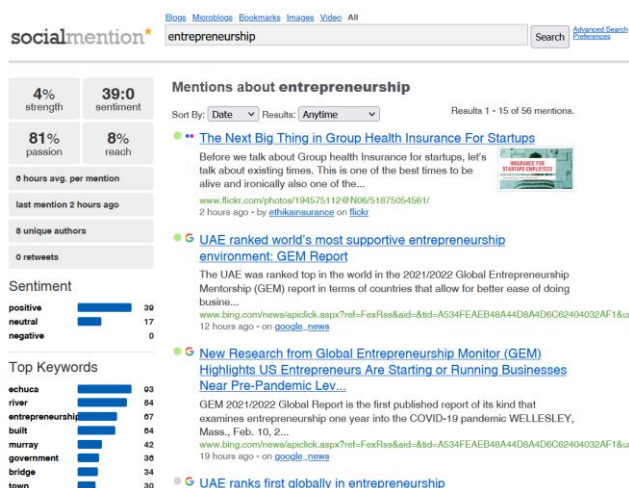 Blogs Microblogs Bookmarks Images Video All
socialmention*
entrepreneurship
Search
Advanced Search
Preferences
4%
strength
39:0
sentiment
81%
passion
8%
reach
6 hours avg. per mention
last mention 2 hours ago
8 unique authors
0 retweets
Sentiment
positive 39
neutral 17
negative 0
Top Keywords
echuca 93
river 84
entrepreneurship 67
built 64
murray 42
government 36
bridge 34
town 30
Mentions about entrepreneurship
Sort By: Date Results: Anytime
Results 1 - 15 of 56 mentions.
The Next Big Thing in Group Health Insurance For Startups
Before we talk about Group health Insurance for startups, let's
talk about existing times. This is one of the best times to be
alive and ironically also one of the...
INSURANCE FOR
STARTUPS EMPLOYEES
www.flickr.com/photos/194575112@N06/51875054561/
2 hours ago - by ethikainsurance on flickr
UAE ranked world's most supportive entrepreneurship
environment: GEM Report
The UAE was ranked top in the world in the 2021/2022 Global Entrepreneurship
Mentorship (GEM) report in terms of countries that allow for better ease of doing
busine...
www.bing.com/news/apiclick.aspx?ref=FexRss&aid=&tid=A534FEAEB48A44D8A4D6C62404032AF1&u
12 hours ago - on google_news
New Research from Global Entrepreneurship Monitor (GEM)
Highlights US Entrepreneurs Are Starting or Running Businesses
Near Pre-Pandemic Lev...
GEM 2021/2022 Global Report is the first published report of its kind that
examines entrepreneurship one year into the COVID-19 pandemic WELLESLEY,
Mass., Feb. 10, 2...
www.bing.com/news/apiclick.aspx?ref=FexRss&aid=&tid=A534FEAEB48A44D8A4D6C62404032AF1&u
19 hours ago - on google_news
UAE ranks first globally in entrepreneurship